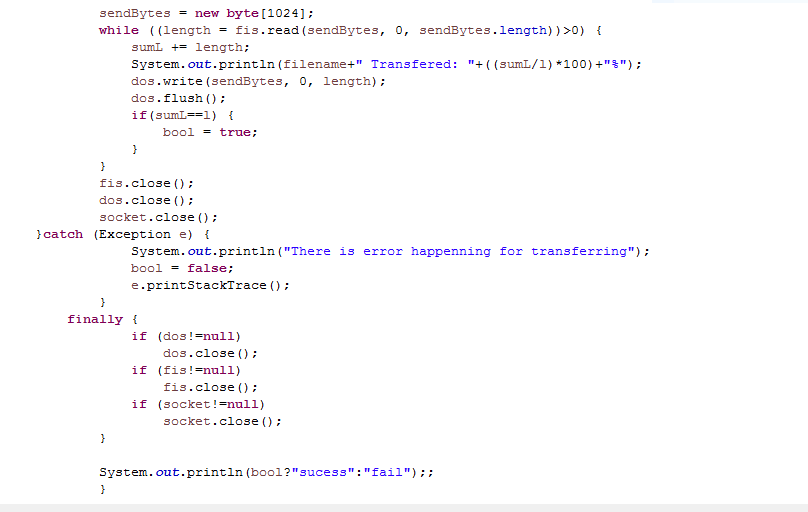 sendBytes = new byte[1024];
while ((length = fis.read(sendBytes, 0, sendBytes.length))>0) {
sumL += length;
System.out.println(filename+" Transfered: "+((sumL/l)*100)+"%");
dos.write(sendBytes, 0, length);
dos.flush();
if(sumL==l) {
bool = true;
}
}
fis.close();
dos.close();
socket.close();
}catch (Exception e) {
System.out.println("There is error happenning for transferring");
bool = false;
e.printStackTrace();
}
finally {
if (dos!=null)
dos.close();
if (fis!=null)
fis.close();
if (socket!=null)
socket.close();
}
System.out.println(bool?"sucess":"fail");;
}